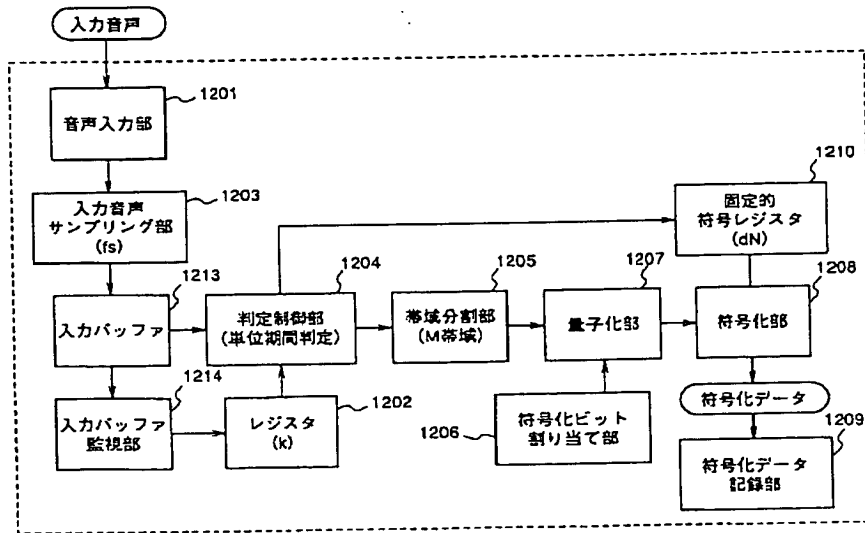 入力音声
1201
音声入力部
1203
入力音声
サンプリング部
(fs)
1210
固定的
符号レジスタ
(dN)
1213
入力バッファ
1204
判定制御部
(単位期間判定)
1205
帯域分割部
(M帯域)
1207
量子化部
1208
符号化部
1214
入力バッファ
監視部
1202
レジスタ
(k)
1206
符号化ビット
割り当て部
符号化データ
1209
符号化データ
記録部